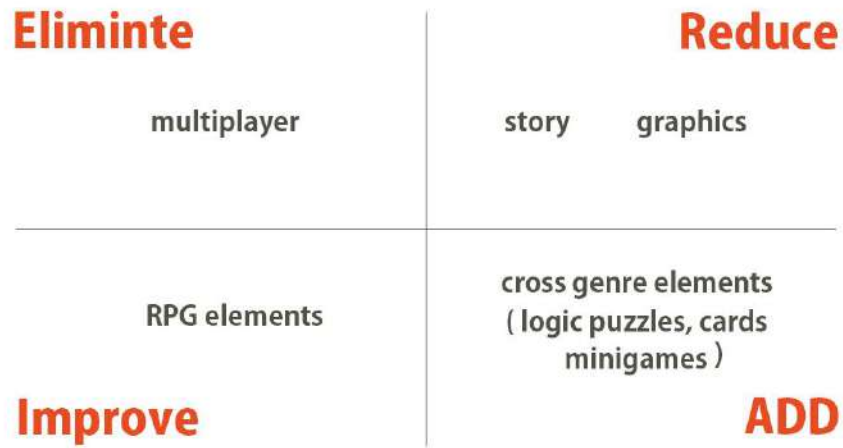 Eliminte
Reduce
multiplayer
story graphics
RPG elements
cross genre elements
( logic puzzles, cards
minigames )
Improve
ADD